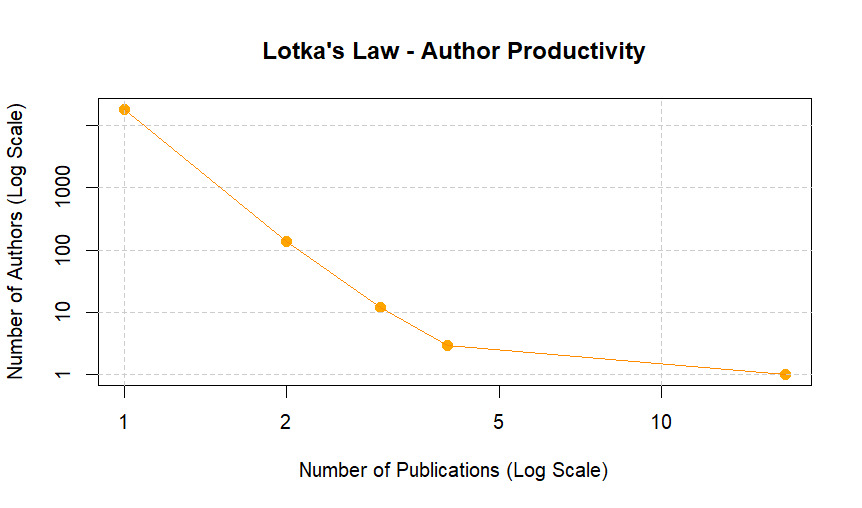 Lotka's Law - Author Productivity
Number of Authors (Log Scale)
1000
100
10
1
1 2 5 10
Number of Publications (Log Scale)